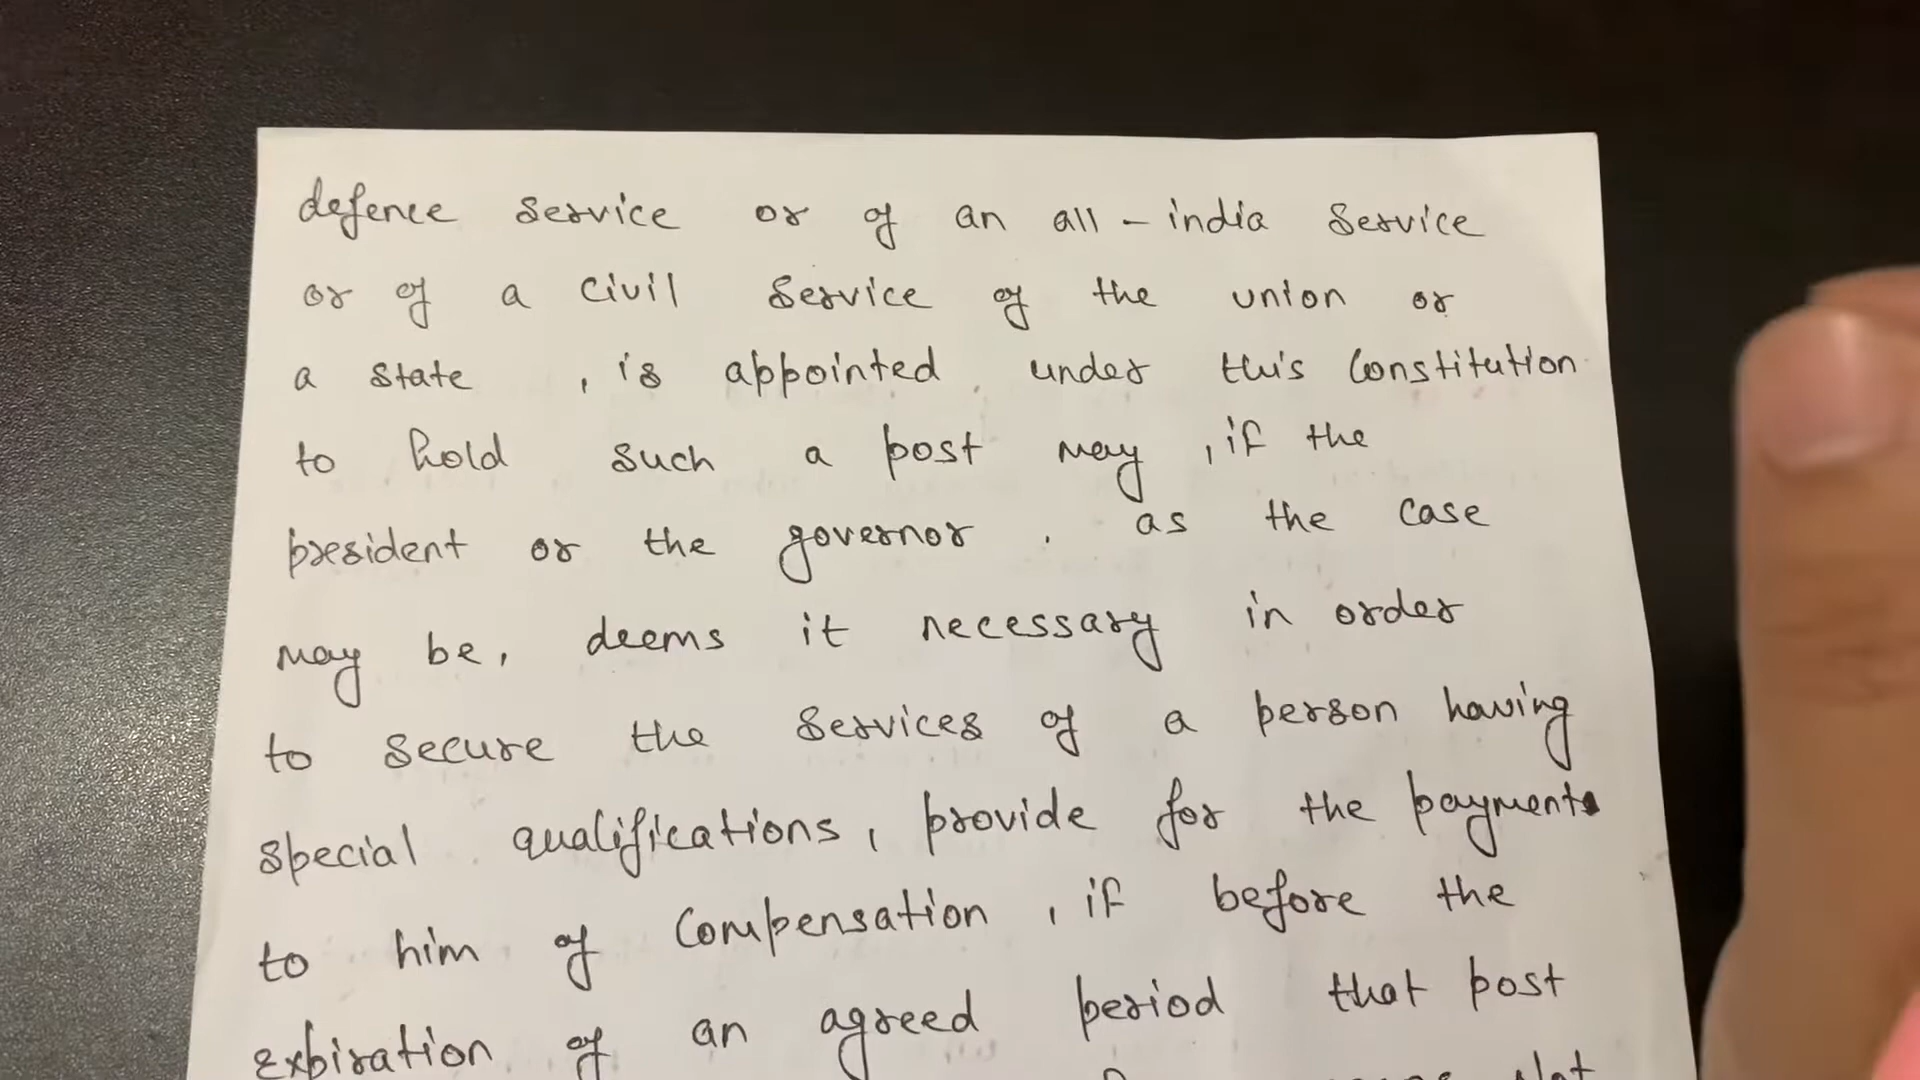 defence service or of an all - india service
or of a civil service of the union or
a state , is appointed under this Constitution
to hold such a post may , if the
president or the governor . as the case
may be, deems it necessary in order
to secure the services of a person having
special qualifications, provide for the payments
to him of Compensation , if before the
expiration of an agreed period that post